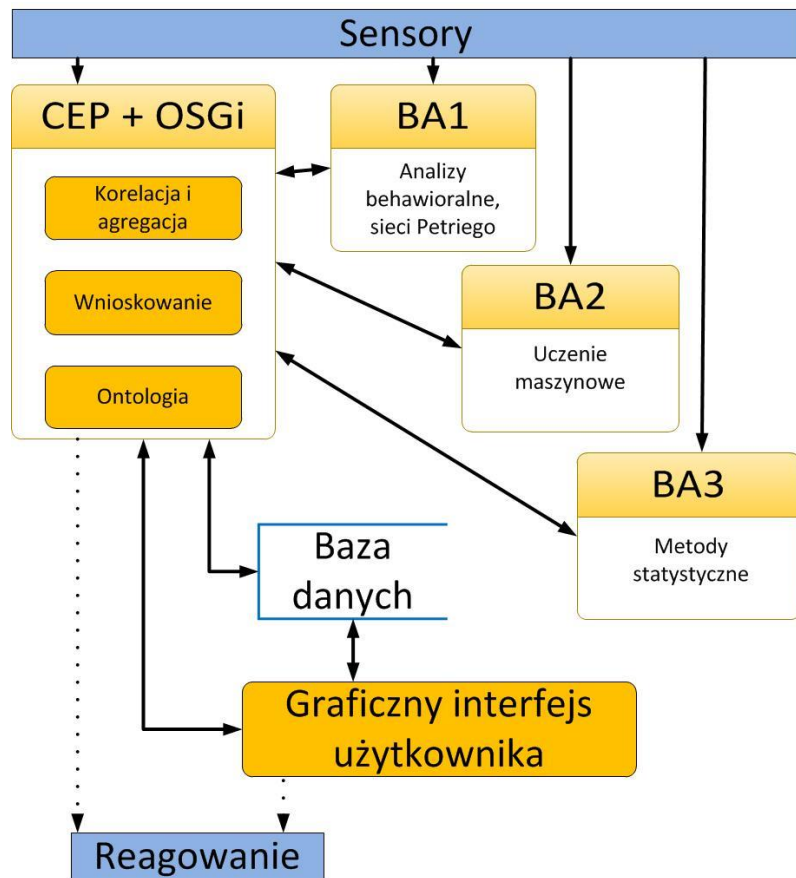 Sensory
CEP + OSGi
Korelacja i
agregacja
Wnioskowanie
Ontologia
BA1
Analizy
behawioralne,
sieci Petriego
BA2
Uczenie
maszynowe
BA3
Metody
statystyczne
Baza
danych
Graficzny interfejs
użytkownika
Reagowanie